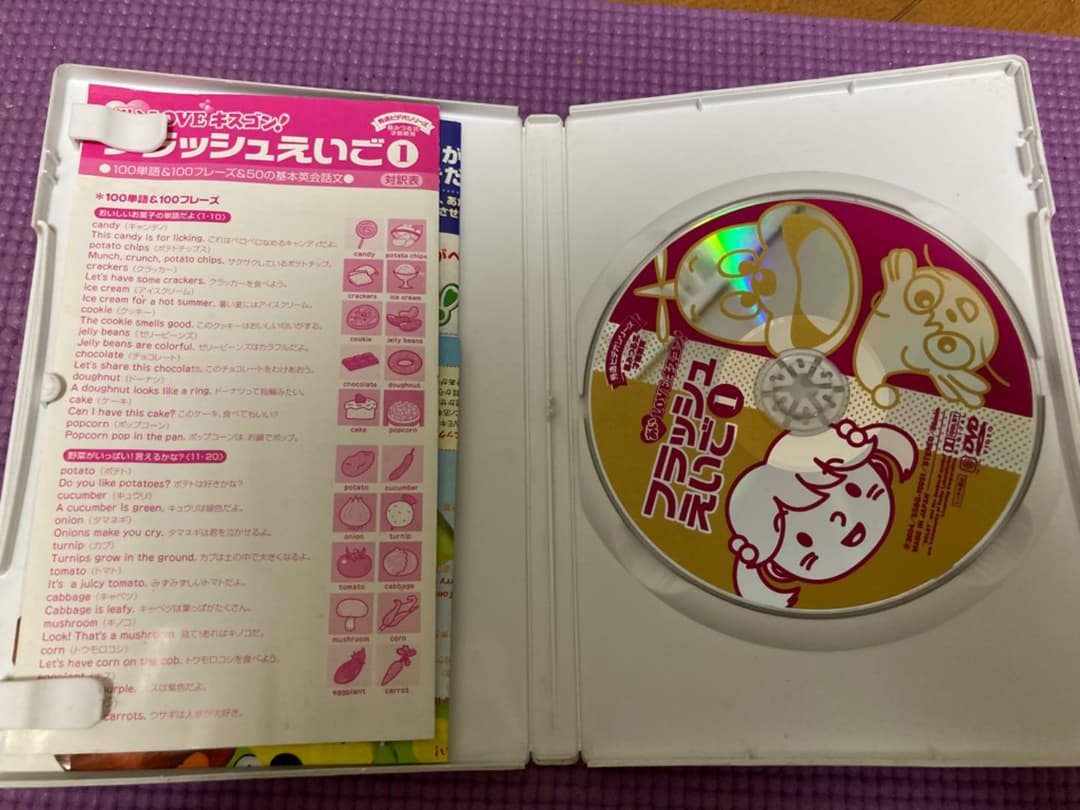 LOVE キスゴン!
フラッシュえいご1
●100単語&100フレーズ&50の基本英会話文●
対訳表
*100単語&100フレーズ
おいしいお菓子の単語だよ〈1-10〉
candy (キャンディ)
This candy is for licking. これはペロペロなめるキャンディだよ。
potato chips (ポテトチップス)
Munch, crunch, potato chips. サクサクしているポテトチップ。
crackers (クラッカー)
Let's have some crackers. クラッカーを食べよう。
ice cream (アイスクリーム)
Ice cream for a hot summer. 暑い夏にはアイスクリーム。
cookie (クッキー)
The cookie smells good. このクッキーはおいしい匂いがする。
jelly beans (ゼリービーンズ)
Jelly beans are colorful. ゼリービーンズはカラフルだよ。
chocolate (チョコレート)
Let's share this chocolate. このチョコレートをわけあおう。
doughnut (ドーナツ)
A doughnut looks like a ring. ドーナツって指輪みたい。
cake (ケーキ)
Can I have this cake? このケーキ、食べてもいい?
popcorn (ポップコーン)
Popcorn pop in the pan. ポップコーンは、お鍋でポップ。
candy
potato chips
crackers
ice cream
cookie
jelly beans
chocolate
doughnut
cake
popcorn
野菜がいっぱい!言えるかな?〈11-20〉
potato (ポテト)
Do you like potatoes? ポテトは好きかな?
cucumber (キュウリ)
A cucumber is green. キュウリは緑色だよ。
onion (タマネギ)
Onions make you cry. タマネギは君を泣かせるよ。
turnip (カブ)
Turnips grow in the ground. カブは土の中で大きくなるよ。
tomato (トマト)
It's a juicy tomato. みずみずしいトマトだよ。
cabbage (キャベツ)
Cabbage is leafy. キャベツは葉っぱがたくさん。
mushroom (キノコ)
Look! That's a mushroom 見て!あれはキノコだ。
corn (トウモロコシ)
Let's have corn on the cob. トウモロコシを食べよう。
purple. ナスは紫色だよ。
carrots. ウサギは人参が大好き。
potato
cucumber
onion
turnip
tomato
cabbage
mushroom
corn
eggplant
carrot
LOVE キスゴン!
フラッシュ
えいご1
DVD
MADE IN JAPAN
STEREO